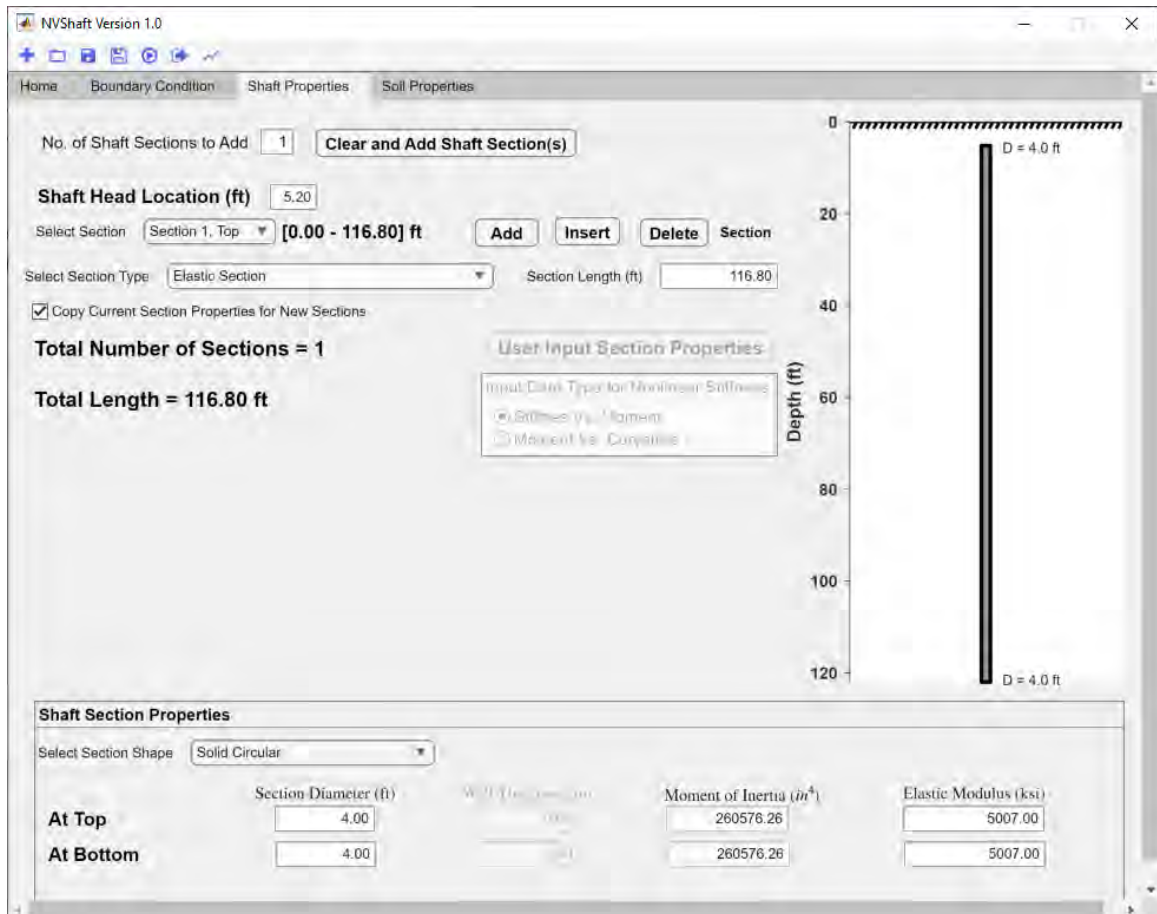 NVShaft Version 1.0
Home Boundary Condition Shaft Properties Soil Properties
No. of Shaft Sections to Add 1 Clear and Add Shaft Section(s)
Shaft Head Location (ft) 5.20
Select Section Section 1, Top [0.00 - 116.80] ft Add Insert Delete Section
Select Section Type Elastic Section Section Length (ft) 116.80
Copy Current Section Properties for New Sections
Total Number of Sections = 1
User Input Section Properties
Total Length = 116.80 ft
Input Data Type for Nonlinear Stiffness
Stiffnes Vs. Moment
Moment Vs. Curvature
0
D = 4.0 ft
20
40
Depth (ft)
60
80
100
120
D = 4.0 ft
Shaft Section Properties
Select Section Shape Solid Circular
Section Diameter (ft) Moment of Inertia (in⁴) Elastic Modulus (ksi)
At Top 4.00 260576.26 5007.00
At Bottom 4.00 260576.26 5007.00